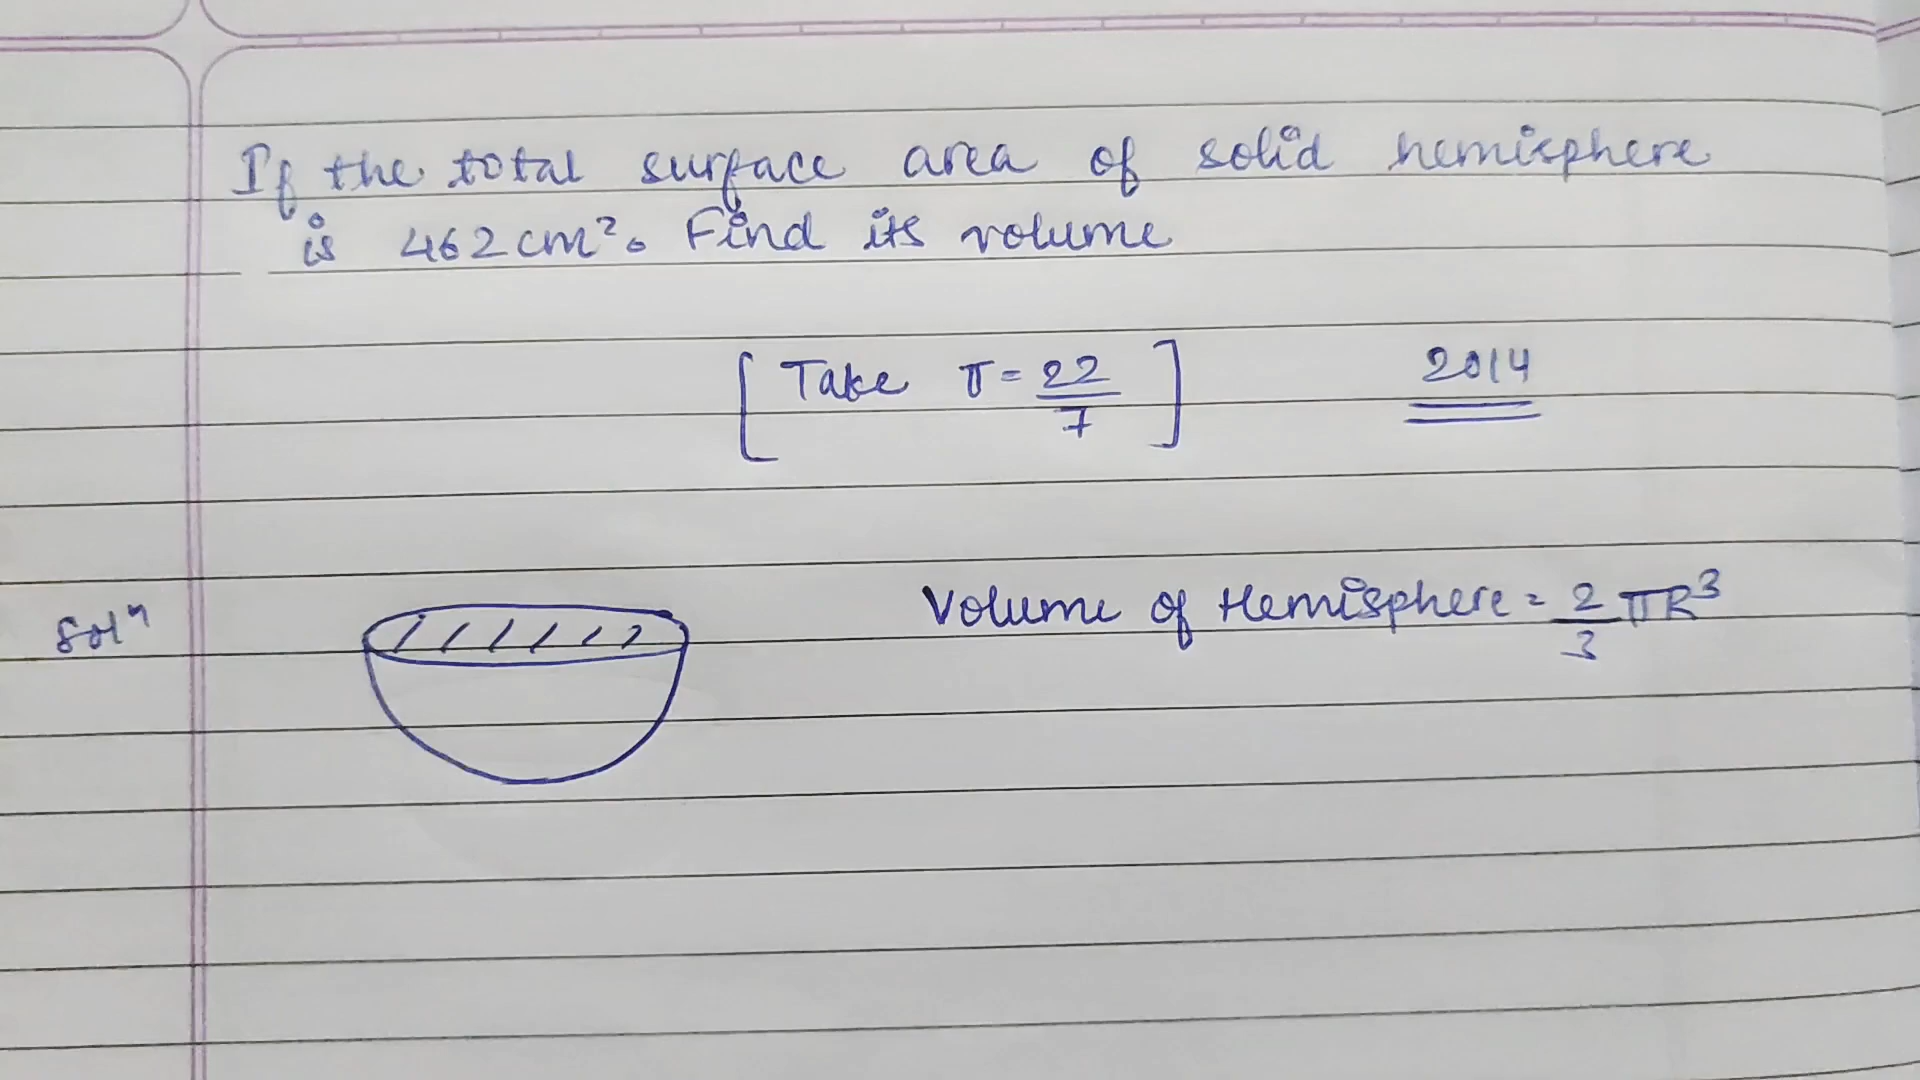 If the total surface area of solid hemisphere
is 462 cm². Find its volume
[Take π = 22/7] 2014
Solⁿ Volume of Hemisphere = 2/3 πR³